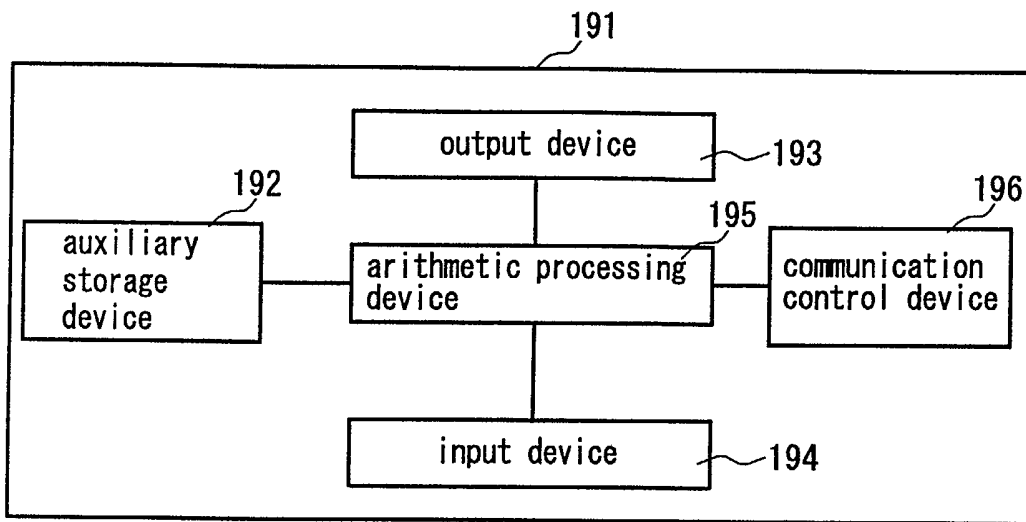 191
output device
193
192
auxiliary
storage
device
195
arithmetic processing
device
196
communication
control device
input device
194